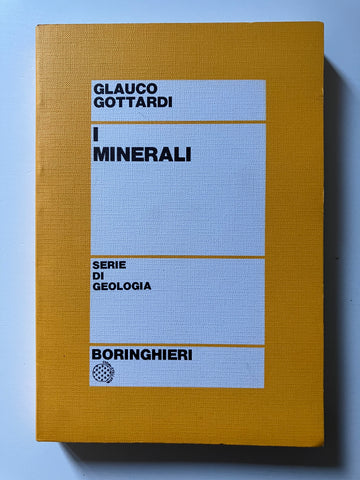 GLAUCO
GOTTARDI
I
MINERALI
SERIE
DI
GEOLOGIA
BORINGHIERI